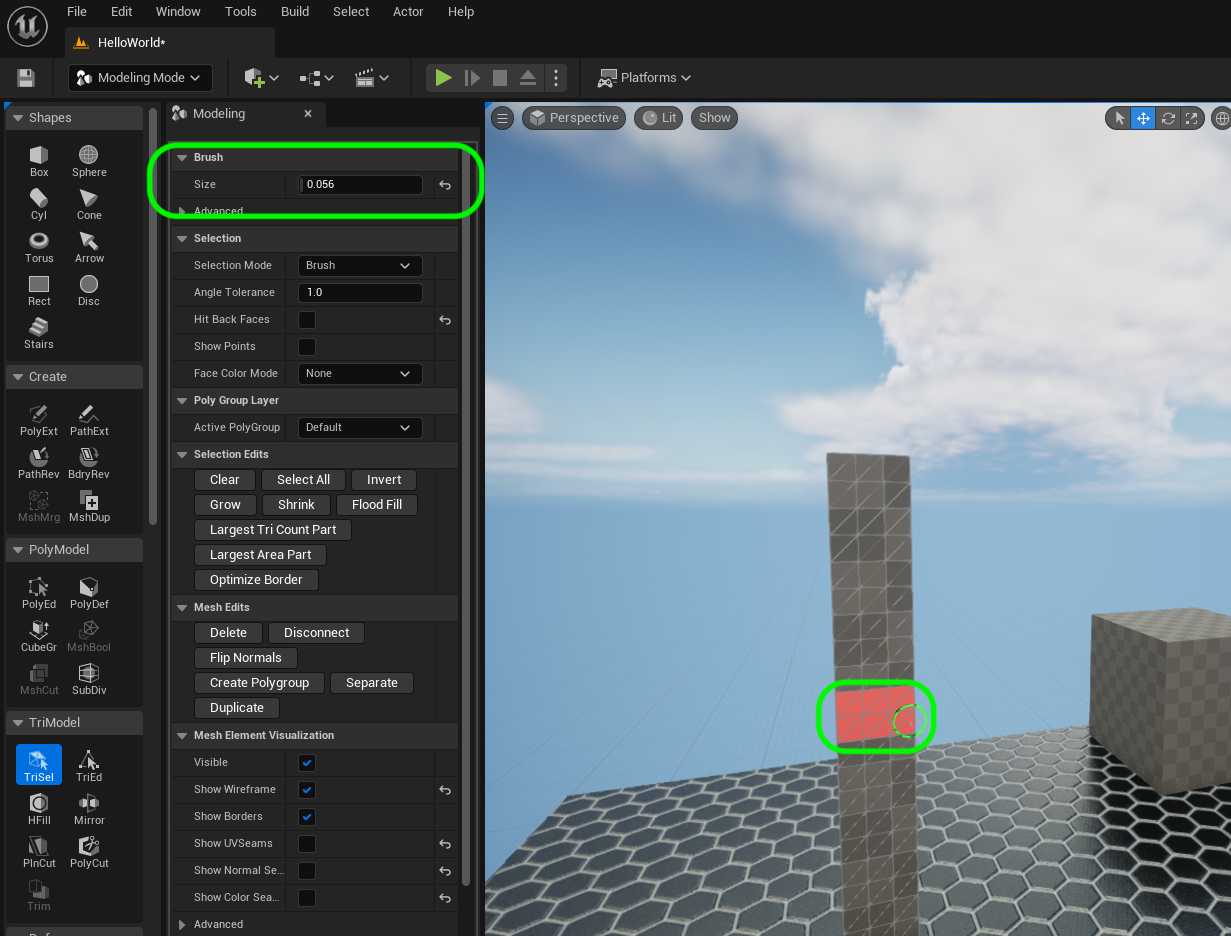 File Edit Window Tools Build Select Actor Help
HelloWorld*
Modeling Mode Platforms
Shapes
Box Sphere
Cyl Cone
Torus Arrow
Rect Disc
Stairs
Create
PolyExt PathExt
PathRev BdryRev
MshMrg MshDup
PolyModel
PolyEd PolyDef
CubeGr MshBool
MshCut SubDiv
TriModel
TriSel TriEd
HFill Mirror
PlnCut PolyCut
Trim
Modeling
Brush
Size 0.056
Advanced
Selection
Selection Mode Brush
Angle Tolerance 1.0
Hit Back Faces
Show Points
Face Color Mode None
Poly Group Layer
Active PolyGroup Default
Selection Edits
Clear Select All Invert
Grow Shrink Flood Fill
Largest Tri Count Part
Largest Area Part
Optimize Border
Mesh Edits
Delete Disconnect
Flip Normals
Create Polygroup Separate
Duplicate
Mesh Element Visualization
Visible
Show Wireframe
Show Borders
Show UVSeams
Show Normal Se...
Show Color Sea...
Advanced
Perspective Lit Show